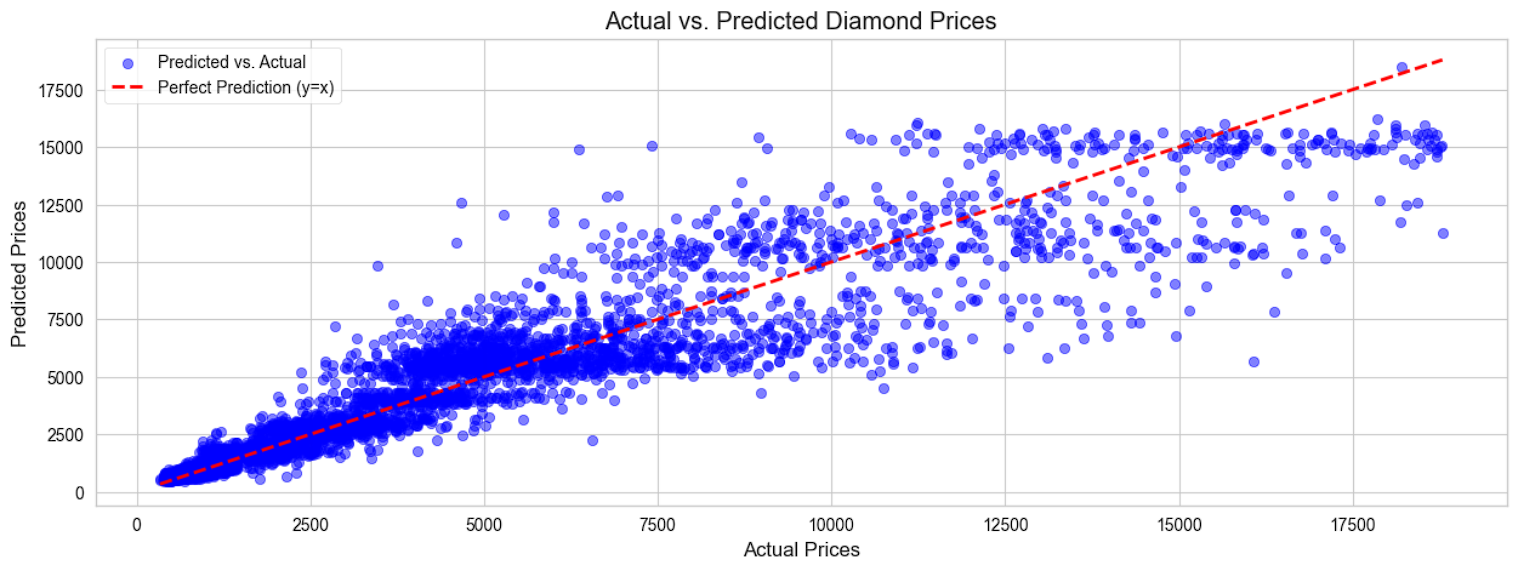 Actual vs. Predicted Diamond Prices
Predicted vs. Actual
Perfect Prediction (y=x)
Predicted Prices
17500
15000
12500
10000
7500
5000
2500
0
0 2500 5000 7500 10000 12500 15000 17500
Actual Prices